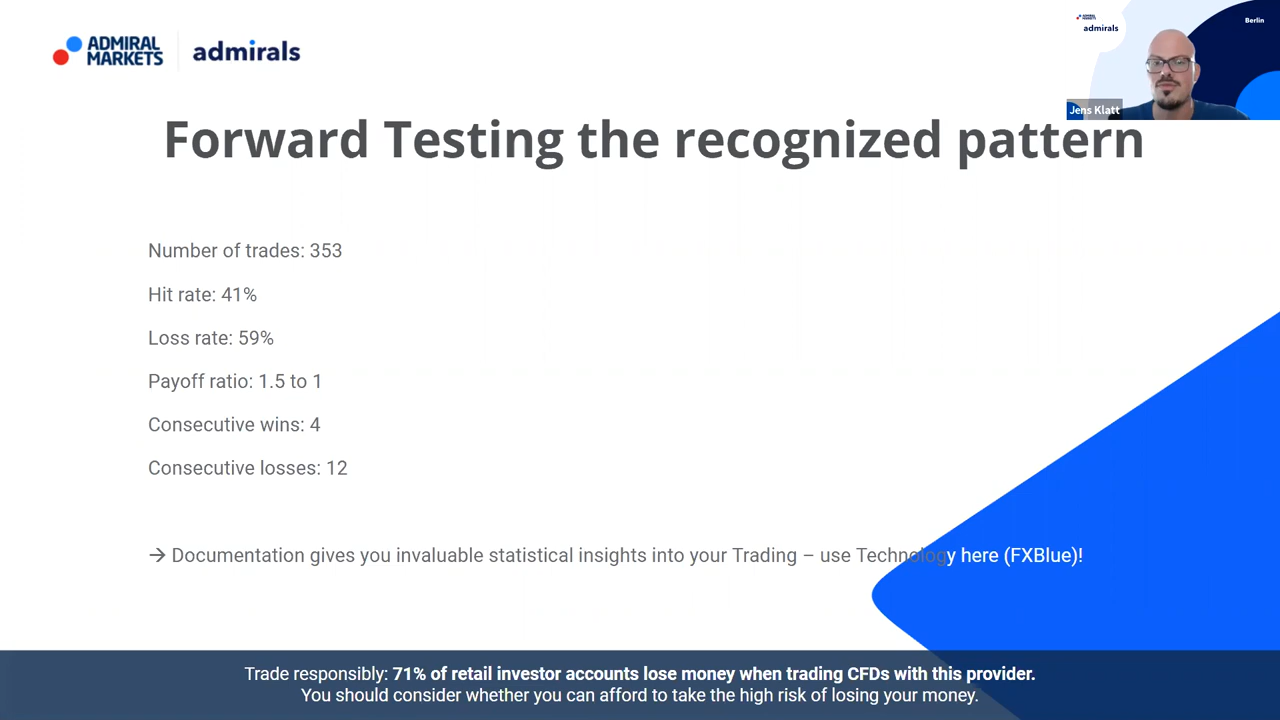 ADMIRAL
MARKETS
admirals
ADMIRAL
MARKETS
admirals
Berlin
Jens Klatt
Forward Testing the recognized pattern
Number of trades: 353
Hit rate: 41%
Loss rate: 59%
Payoff ratio: 1.5 to 1
Consecutive wins: 4
Consecutive losses: 12
→ Documentation gives you invaluable statistical insights into your Trading – use Technology here (FXBlue)!
Trade responsibly: 71% of retail investor accounts lose money when trading CFDs with this provider.
You should consider whether you can afford to take the high risk of losing your money.